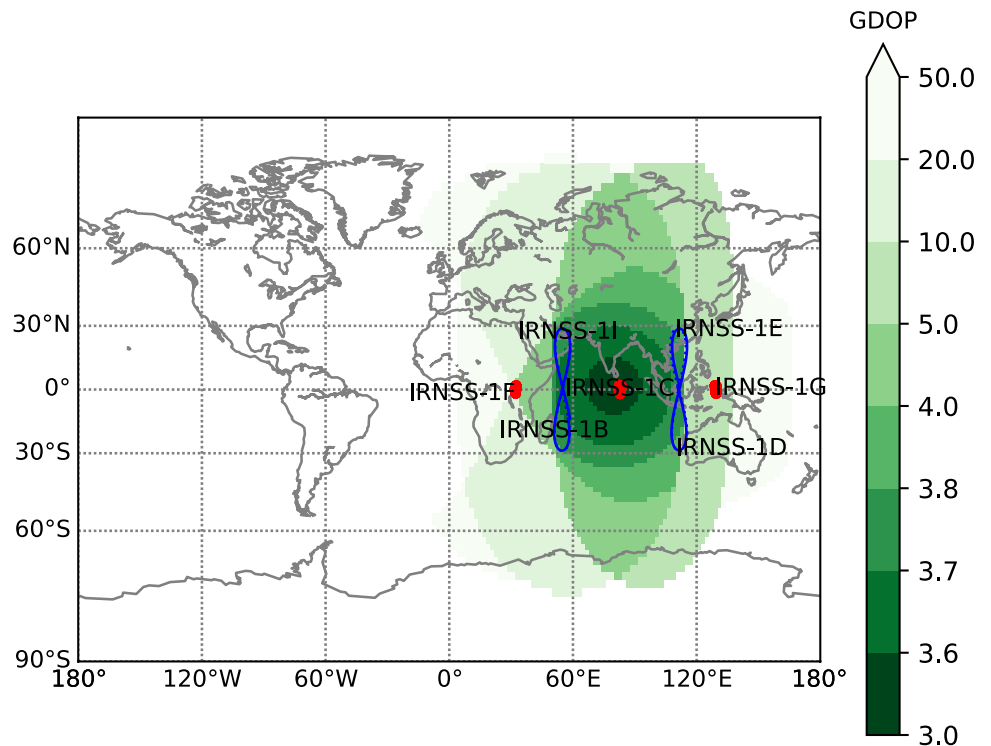 GDOP
50.0
20.0
10.0
5.0
4.0
3.8
3.7
3.6
3.0
60°N
30°N
0°
30°S
60°S
90°S
IRNSS-1I
IRNSS-1E
IRNSS-1F
IRNSS-1C
IRNSS-1G
IRNSS-1B
IRNSS-1D
180°
120°W
60°W
0°
60°E
120°E
180°